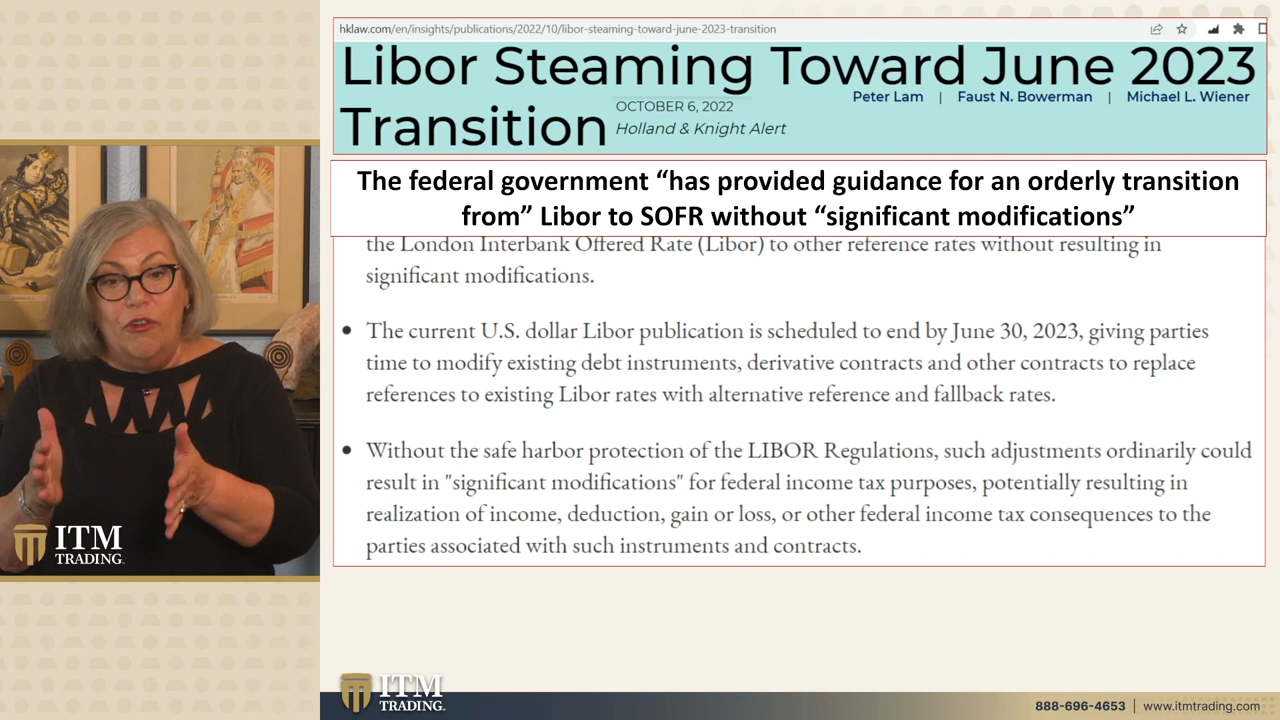 hklaw.com/en/insights/publications/2022/10/libor-steaming-toward-june-2023-transition
Libor Steaming Toward June 2023
Transition
OCTOBER 6, 2022
Holland & Knight Alert
Peter Lam | Faust N. Bowerman | Michael L. Wiener
The federal government “has provided guidance for an orderly transition
from” Libor to SOFR without “significant modifications”
the London Interbank Offered Rate (Libor) to other reference rates without resulting in
significant modifications.
• The current U.S. dollar Libor publication is scheduled to end by June 30, 2023, giving parties
time to modify existing debt instruments, derivative contracts and other contracts to replace
references to existing Libor rates with alternative reference and fallback rates.
• Without the safe harbor protection of the LIBOR Regulations, such adjustments ordinarily could
result in "significant modifications" for federal income tax purposes, potentially resulting in
realization of income, deduction, gain or loss, or other federal income tax consequences to the
parties associated with such instruments and contracts.
ITM
TRADING
ITM
TRADING
888-696-4653 | www.itmtrading.com